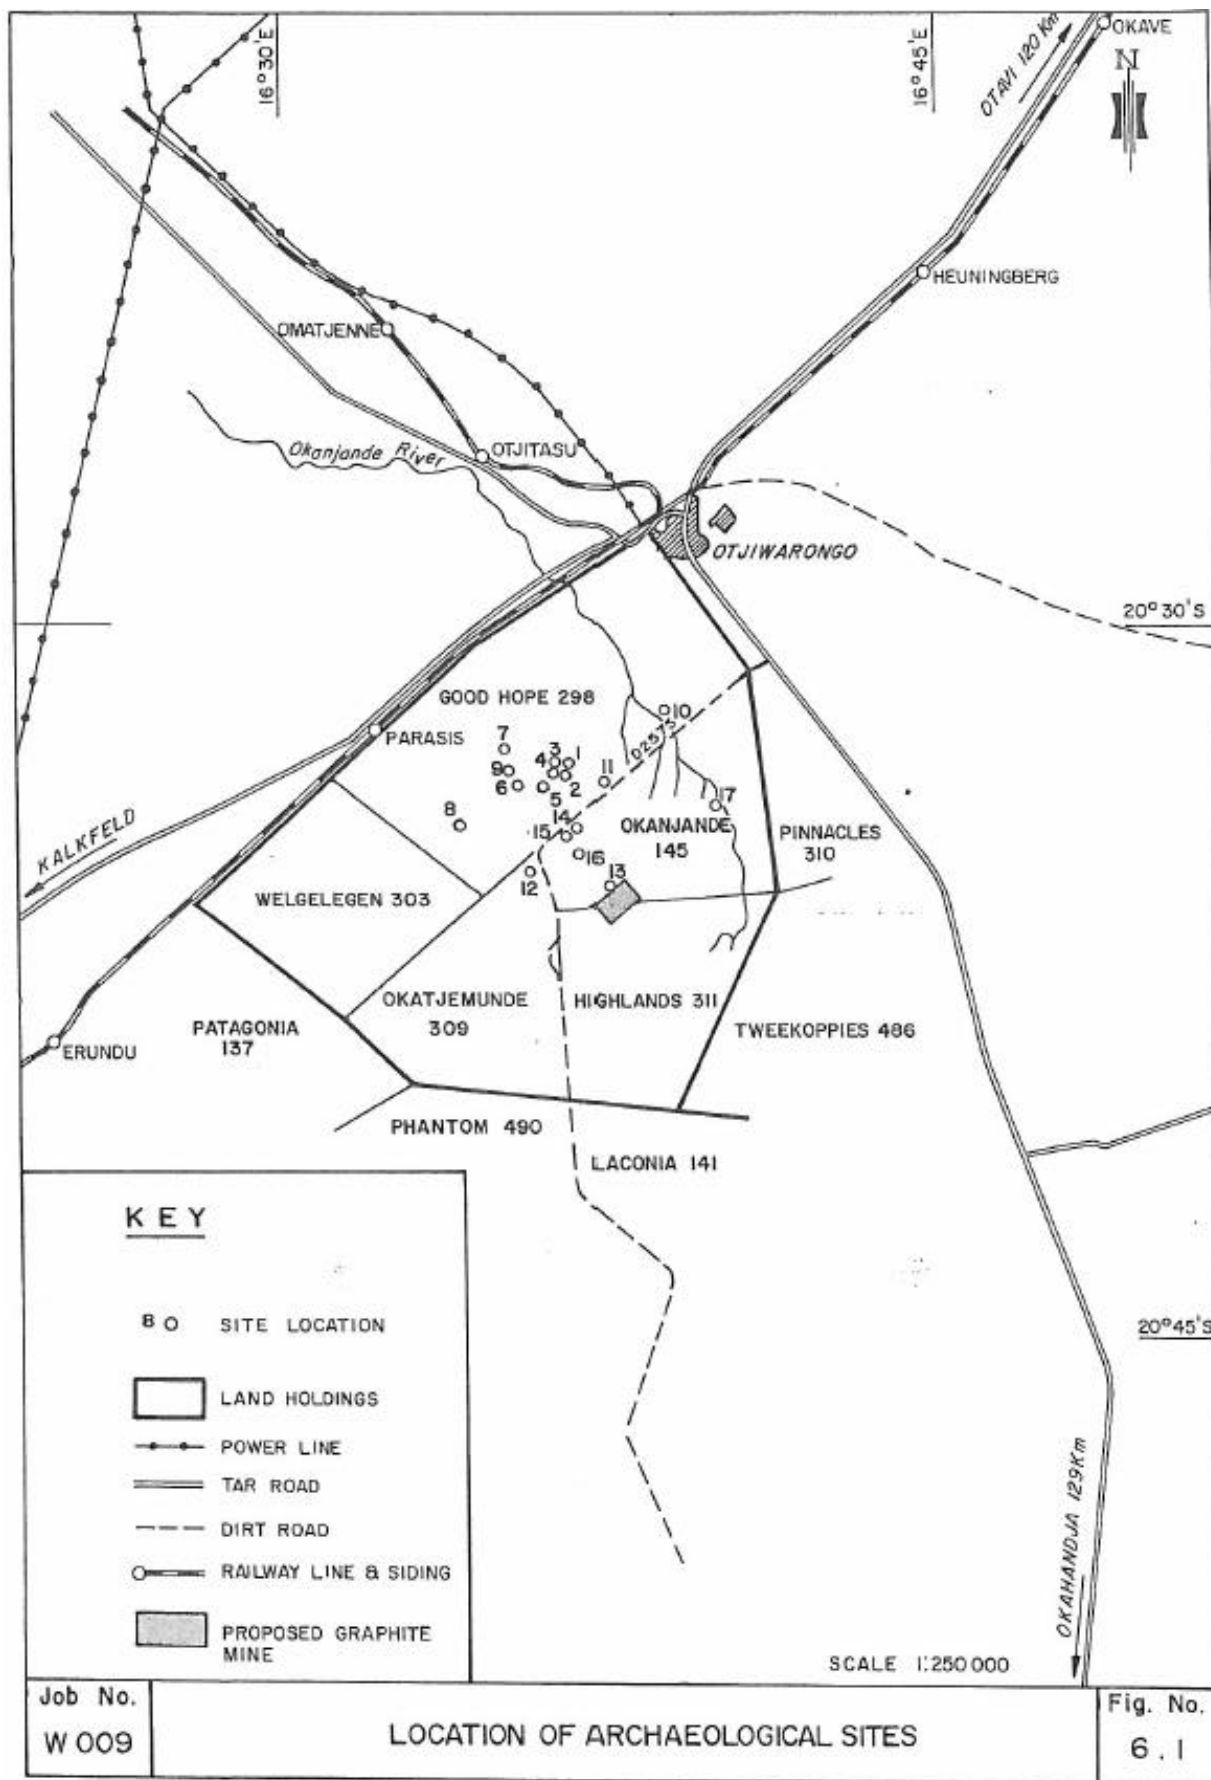 16°30'E
16°45'E
OKAVE
OTAVI 120 Km
N
HEUNINGBERG
OMATJENNE
OTJITASU
Okanjande River
OTJIWARONGO
20°30'S
GOOD HOPE 298
PARASIS
D2573
10
7
3
1
4
9
6
5
2
11
8
17
14
15
OKANJANDE
145
PINNACLES
310
KALKFELD
16
13
12
WELGELEGEN 303
OKATJEMUNDE
309
HIGHLANDS 311
TWEEKOPPIES 486
PATAGONIA
137
ERUNDU
PHANTOM 490
LACONIA 141
KEY
8 SITE LOCATION
LAND HOLDINGS
POWER LINE
TAR ROAD
DIRT ROAD
RAILWAY LINE & SIDING
PROPOSED GRAPHITE
MINE
20°45'S
OKAHANDJA 129Km
SCALE 1:250 000
Job No.
W 009
LOCATION OF ARCHAEOLOGICAL SITES
Fig. No.
6.1